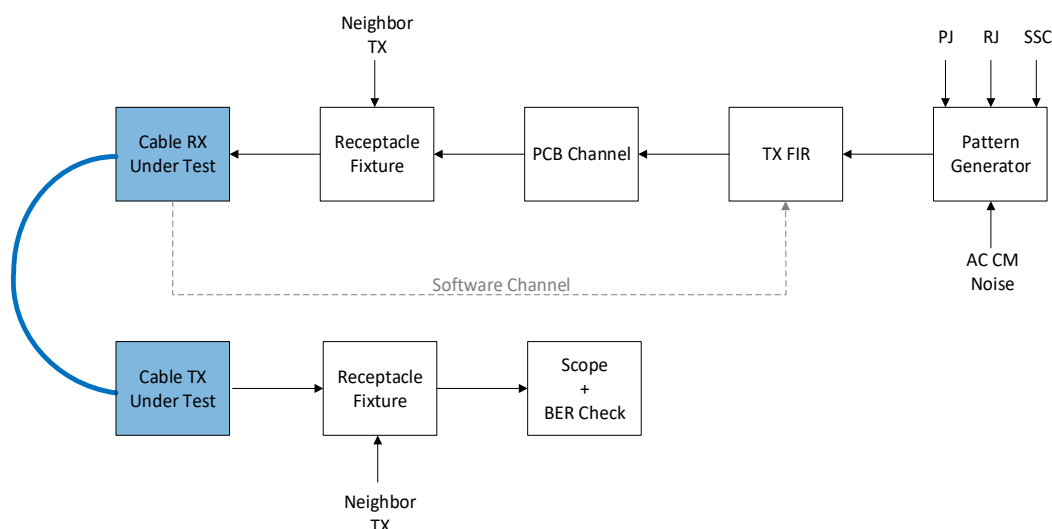 Neighbor
TX
PJ
RJ
SSC
Cable RX
Under Test
Receptacle
Fixture
PCB Channel
TX FIR
Pattern
Generator
Software Channel
AC CM
Noise
Cable TX
Under Test
Receptacle
Fixture
Scope
+
BER Check
Neighbor
TX